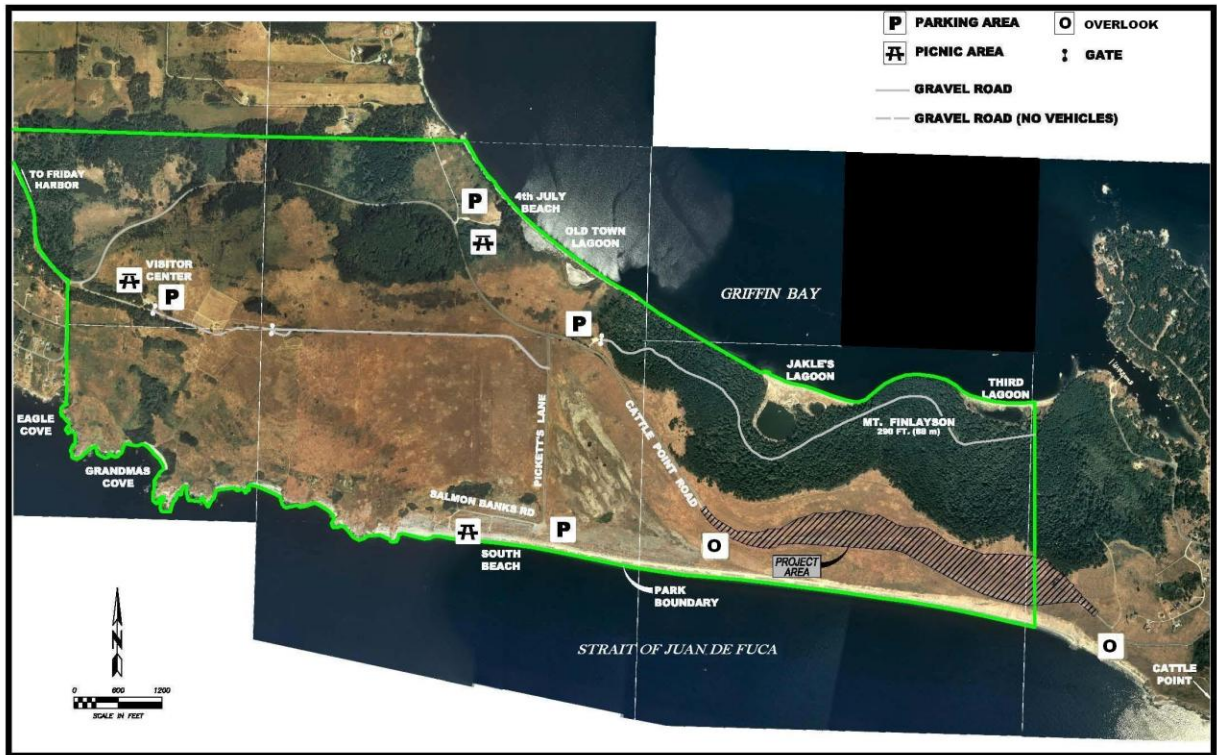 P PARKING AREA
O OVERLOOK
PICNIC AREA
GATE
GRAVEL ROAD
GRAVEL ROAD (NO VEHICLES)
TO FRIDAY
HARBOR
P
4th JULY
BEACH
OLD TOWN
LAGOON
VISITOR
CENTER
P
GRIFFIN BAY
P
JAKLE'S
LAGOON
THIRD
LAGOON
MT. FINLAYSON
290 FT. (88 m)
EAGLE
COVE
GRANDMAS
COVE
PICKETT'S LANE
CATTLE POINT ROAD
SALMON BANKS RD
P
SOUTH
BEACH
O
PROJECT
AREA
PARK
BOUNDARY
STRAIT OF JUAN DE FUCA
O
CATTLE
POINT
N
0 600 1200
SCALE IN FEET